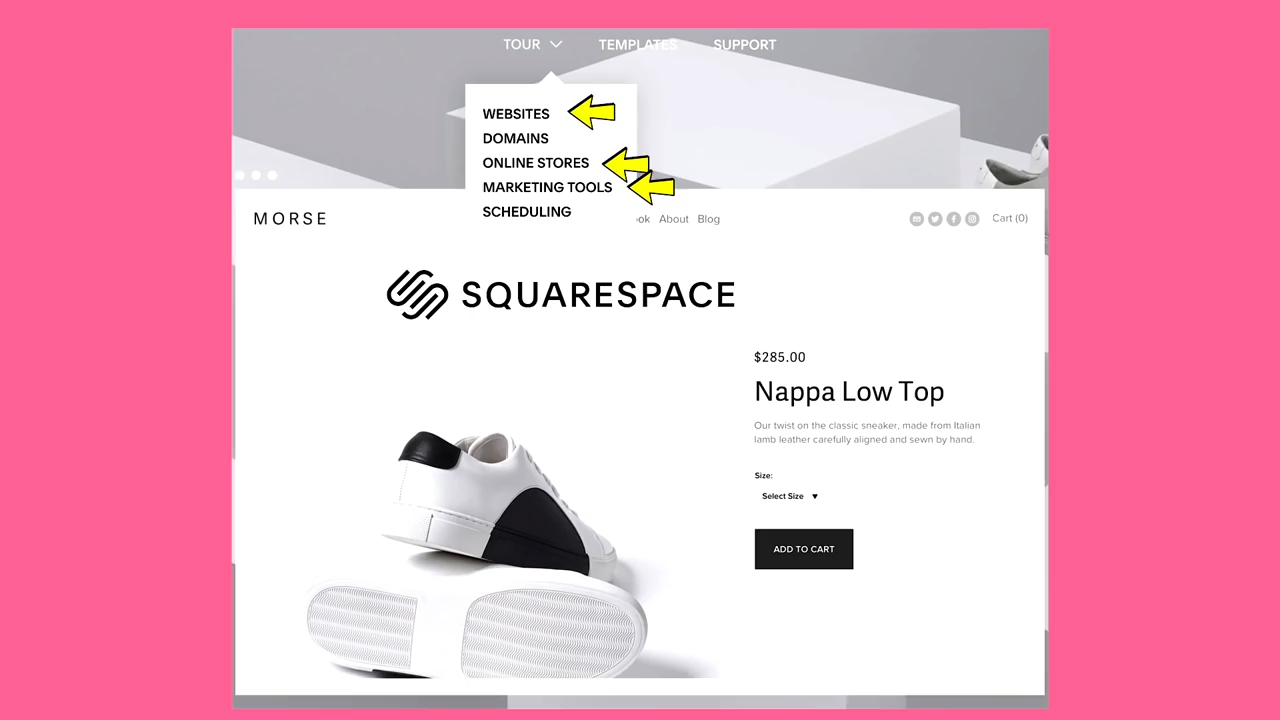 TOUR TEMPLATES SUPPORT
WEBSITES
DOMAINS
ONLINE STORES
MARKETING TOOLS
SCHEDULING
MORSE
About Blog
Cart (0)
SQUARESPACE
$285.00
Nappa Low Top
Our twist on the classic sneaker, made from Italian
lamb leather carefully aligned and sewn by hand.
Size:
Select Size
ADD TO CART